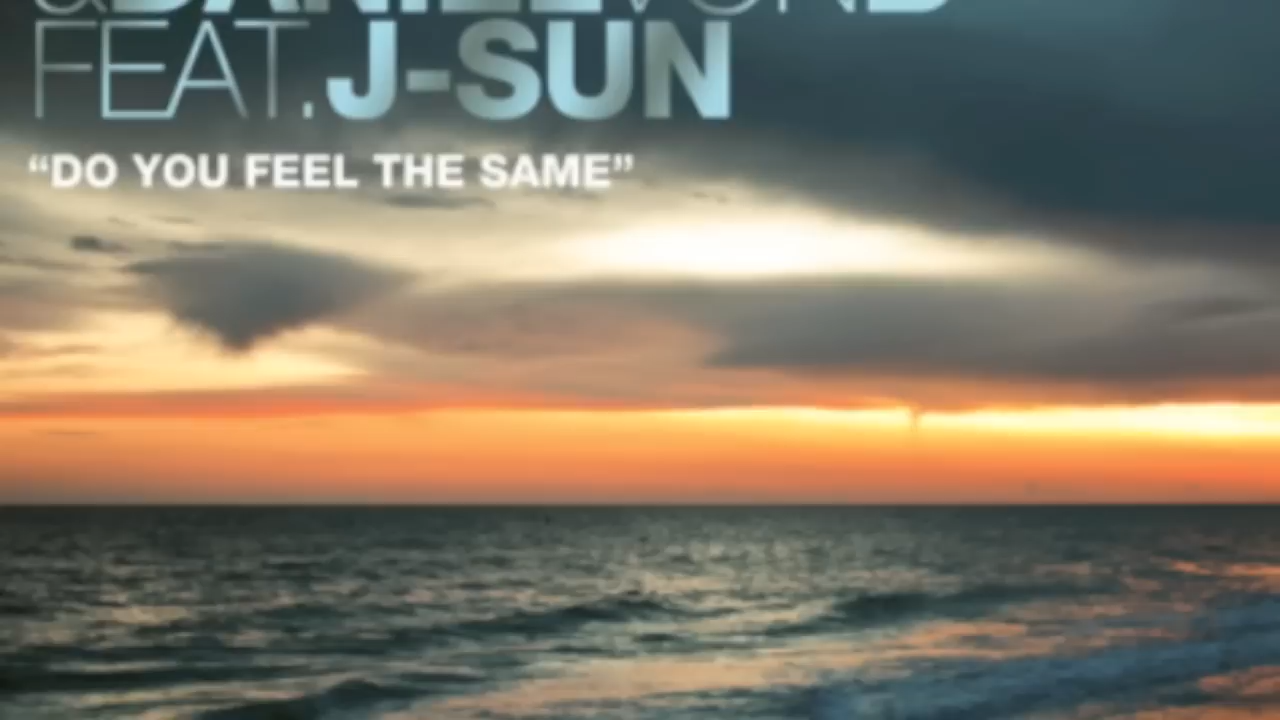 FEAT. J-SUN
“DO YOU FEEL THE SAME”